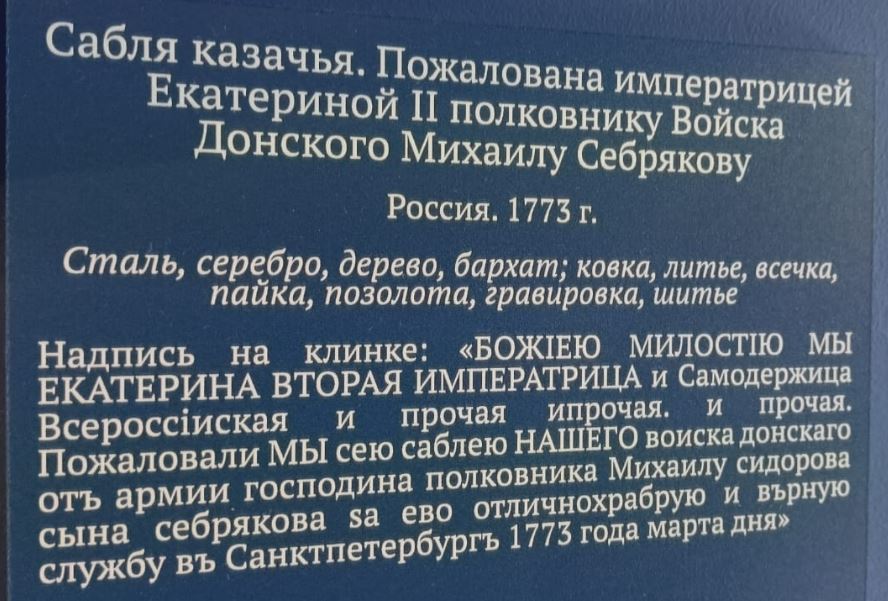 Сабля казачья. Пожалована императрицей
Екатериной II полковнику Войска
Донского Михаилу Себрякову
Россия. 1773 г.
Сталь, серебро, дерево, бархат; ковка, литье, всечка,
пайка, позолота, гравировка, шитье
Надпись на клинке: «БОЖІЕЮ МИЛОСТІЮ МЫ
ЕКАТЕРИНА ВТОРАЯ ИМПЕРАТРИЦА и Самодержица
Всероссіиская и прочая ипрочая. и прочая.
Пожаловали МЫ сею саблею НАШЕГО воиска донскаго
отъ армии господина полковника Михаилу сидорова
сына себрякова ѕа ево отличнохрабрую и върную
службу въ Санктпетербургъ 1773 года марта дня»